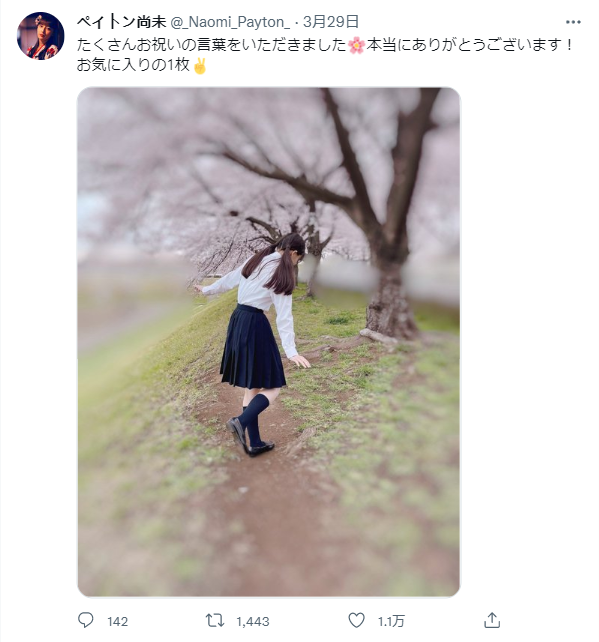 ペイトン尚未 @_Naomi_Payton_ · 3月29日
たくさんお祝いの言葉をいただきました🌸本当にありがとうございます！
お気に入りの1枚✌
142 1,443 1.1万